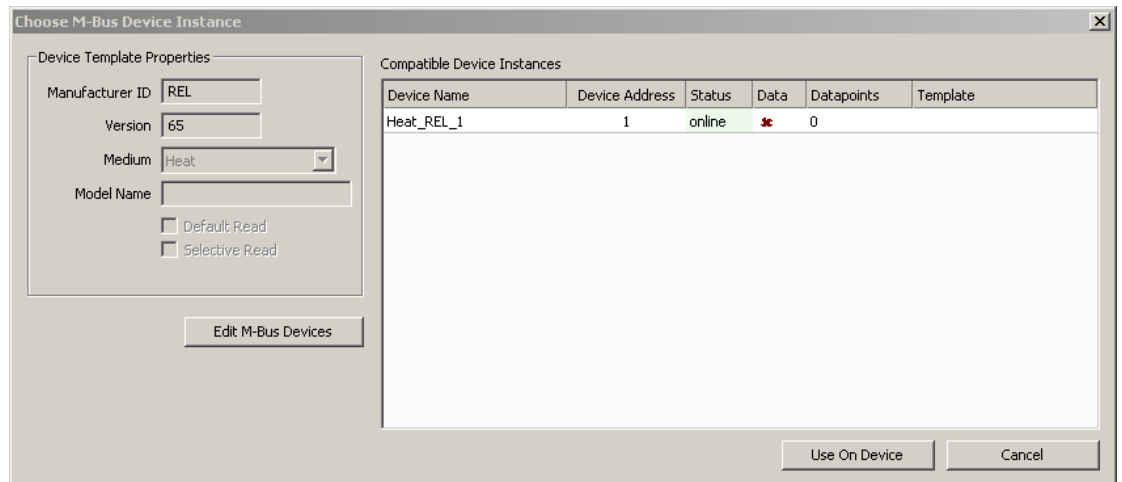 Choose M-Bus Device Instance
Device Template Properties
Manufacturer ID REL
Version 65
Medium Heat
Model Name
Default Read
Selective Read
Edit M-Bus Devices
Compatible Device Instances
Device Name Device Address Status Data Datapoints Template
Heat_REL_1 1 online 0
Use On Device Cancel